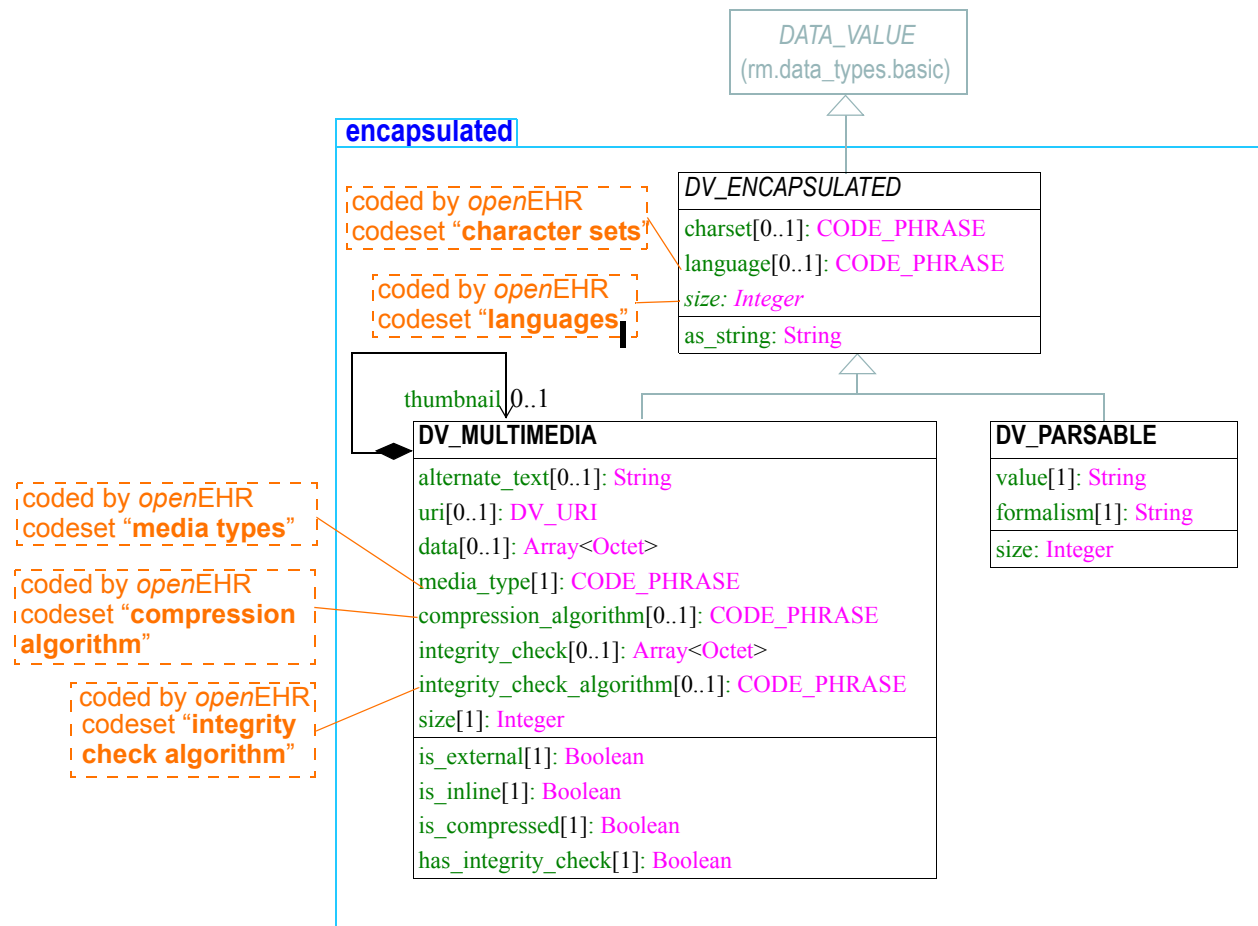 DATA_VALUE
(rm.data_types.basic)
encapsulated
coded by openEHR
codeset “character sets”
coded by openEHR
codeset “languages”
DV_ENCAPSULATED
charset[0..1]: CODE_PHRASE
language[0..1]: CODE_PHRASE
size: Integer
as_string: String
thumbnail 0..1
DV_MULTIMEDIA
alternate_text[0..1]: String
uri[0..1]: DV_URI
data[0..1]: Array<Octet>
media_type[1]: CODE_PHRASE
compression_algorithm[0..1]: CODE_PHRASE
integrity_check[0..1]: Array<Octet>
integrity_check_algorithm[0..1]: CODE_PHRASE
size[1]: Integer
is_external[1]: Boolean
is_inline[1]: Boolean
is_compressed[1]: Boolean
has_integrity_check[1]: Boolean
DV_PARSABLE
value[1]: String
formalism[1]: String
size: Integer
coded by openEHR
codeset “media types”
coded by openEHR
codeset “compression
algorithm”
coded by openEHR
codeset “integrity
check algorithm”